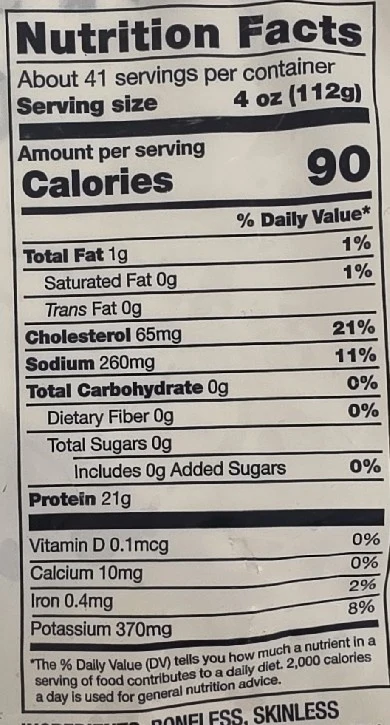 Nutrition Facts
About 41 servings per container
Serving size 4 oz (112g)
Amount per serving
Calories 90
% Daily Value*
Total Fat 1g 1%
Saturated Fat 0g 1%
Trans Fat 0g
Cholesterol 65mg 21%
Sodium 260mg 11%
Total Carbohydrate 0g 0%
Dietary Fiber 0g 0%
Total Sugars 0g
Includes 0g Added Sugars 0%
Protein 21g
Vitamin D 0.1mcg 0%
Calcium 10mg 0%
Iron 0.4mg 2%
Potassium 370mg 8%
*The % Daily Value (DV) tells you how much a nutrient in a
serving of food contributes to a daily diet. 2,000 calories
a day is used for general nutrition advice.
BONELESS, SKINLESS